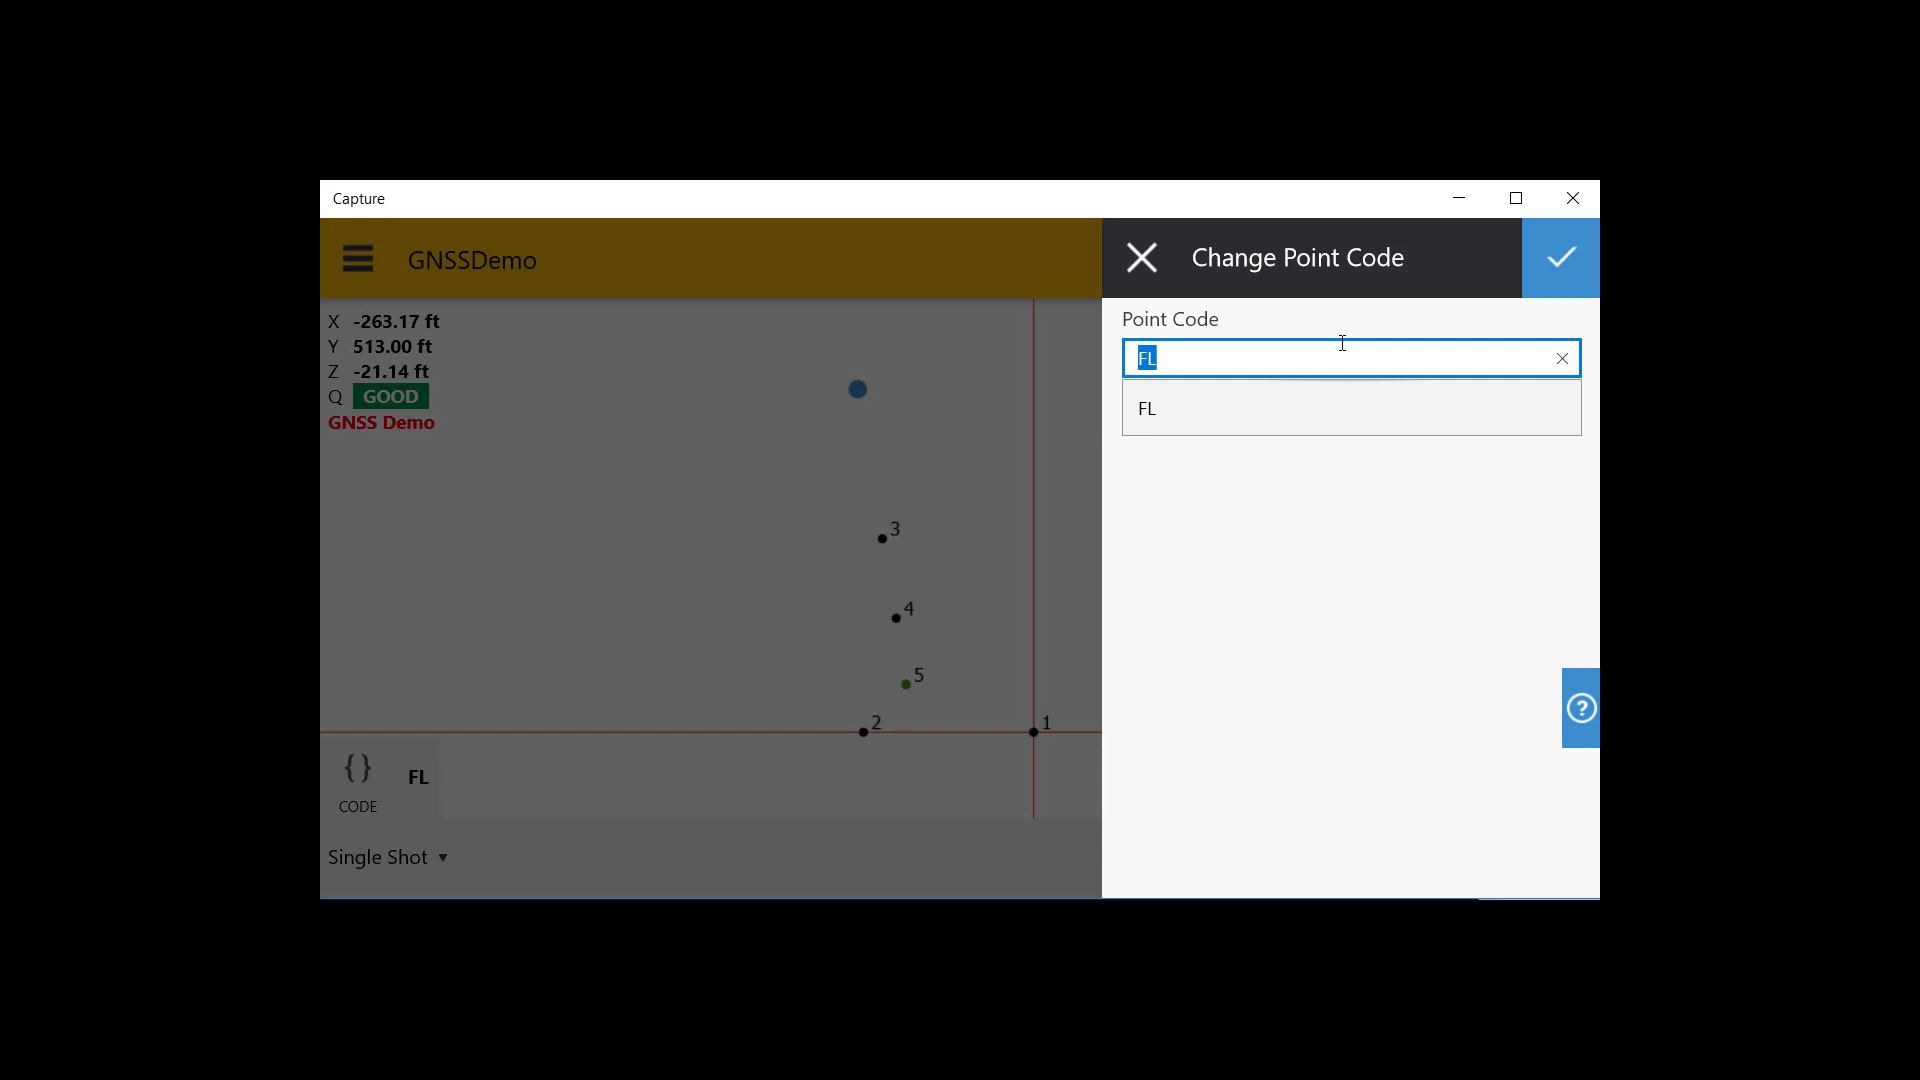 Capture
GNSSDemo
Change Point Code
X -263.17 ft
Y 513.00 ft
Z -21.14 ft
Q GOOD
GNSS Demo
Point Code
FL
FL
3
4
5
2
1
{ } FL
CODE
Single Shot ▼
?